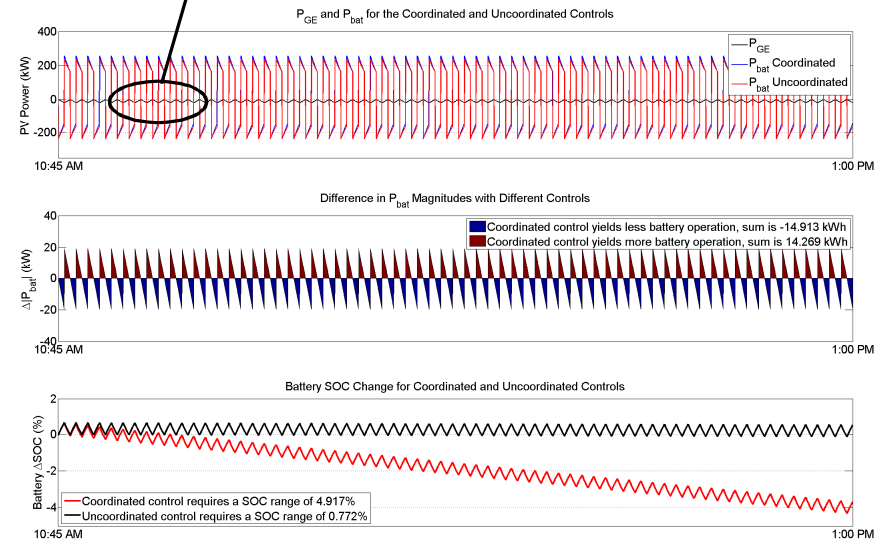 P_GE and P_bat for the Coordinated and Uncoordinated Controls
PV Power (kW)
400
200
0
-200
P_GE
P_bat Coordinated
P_bat Uncoordinated
10:45 AM
1:00 PM
Difference in P_bat Magnitudes with Different Controls
Δ|P_bat| (kW)
40
20
0
-20
-40
Coordinated control yields less battery operation, sum is -14.913 kWh
Coordinated control yields more battery operation, sum is 14.269 kWh
10:45 AM
1:00 PM
Battery SOC Change for Coordinated and Uncoordinated Controls
Battery ΔSOC (%)
2
0
-2
-4
Coordinated control requires a SOC range of 4.917%
Uncoordinated control requires a SOC range of 0.772%
10:45 AM
1:00 PM